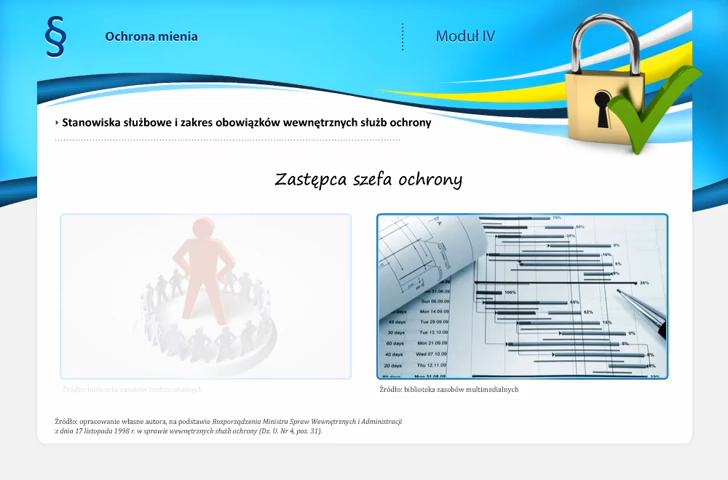 §
Ochrona mienia
Moduł IV
Stanowiska służbowe i zakres obowiązków wewnętrznych służb ochrony
Zastępca szefa ochrony
Źródło: biblioteka zasobów multimedialnych
Źródło: biblioteka zasobów multimedialnych
Źródło: opracowanie własne autora, na podstawie Rozporządzenia Ministra Spraw Wewnętrznych i Administracji
z dnia 17 listopada 1998 r. w sprawie wewnętrznych służb ochrony (Dz. U. Nr 4, poz. 31).